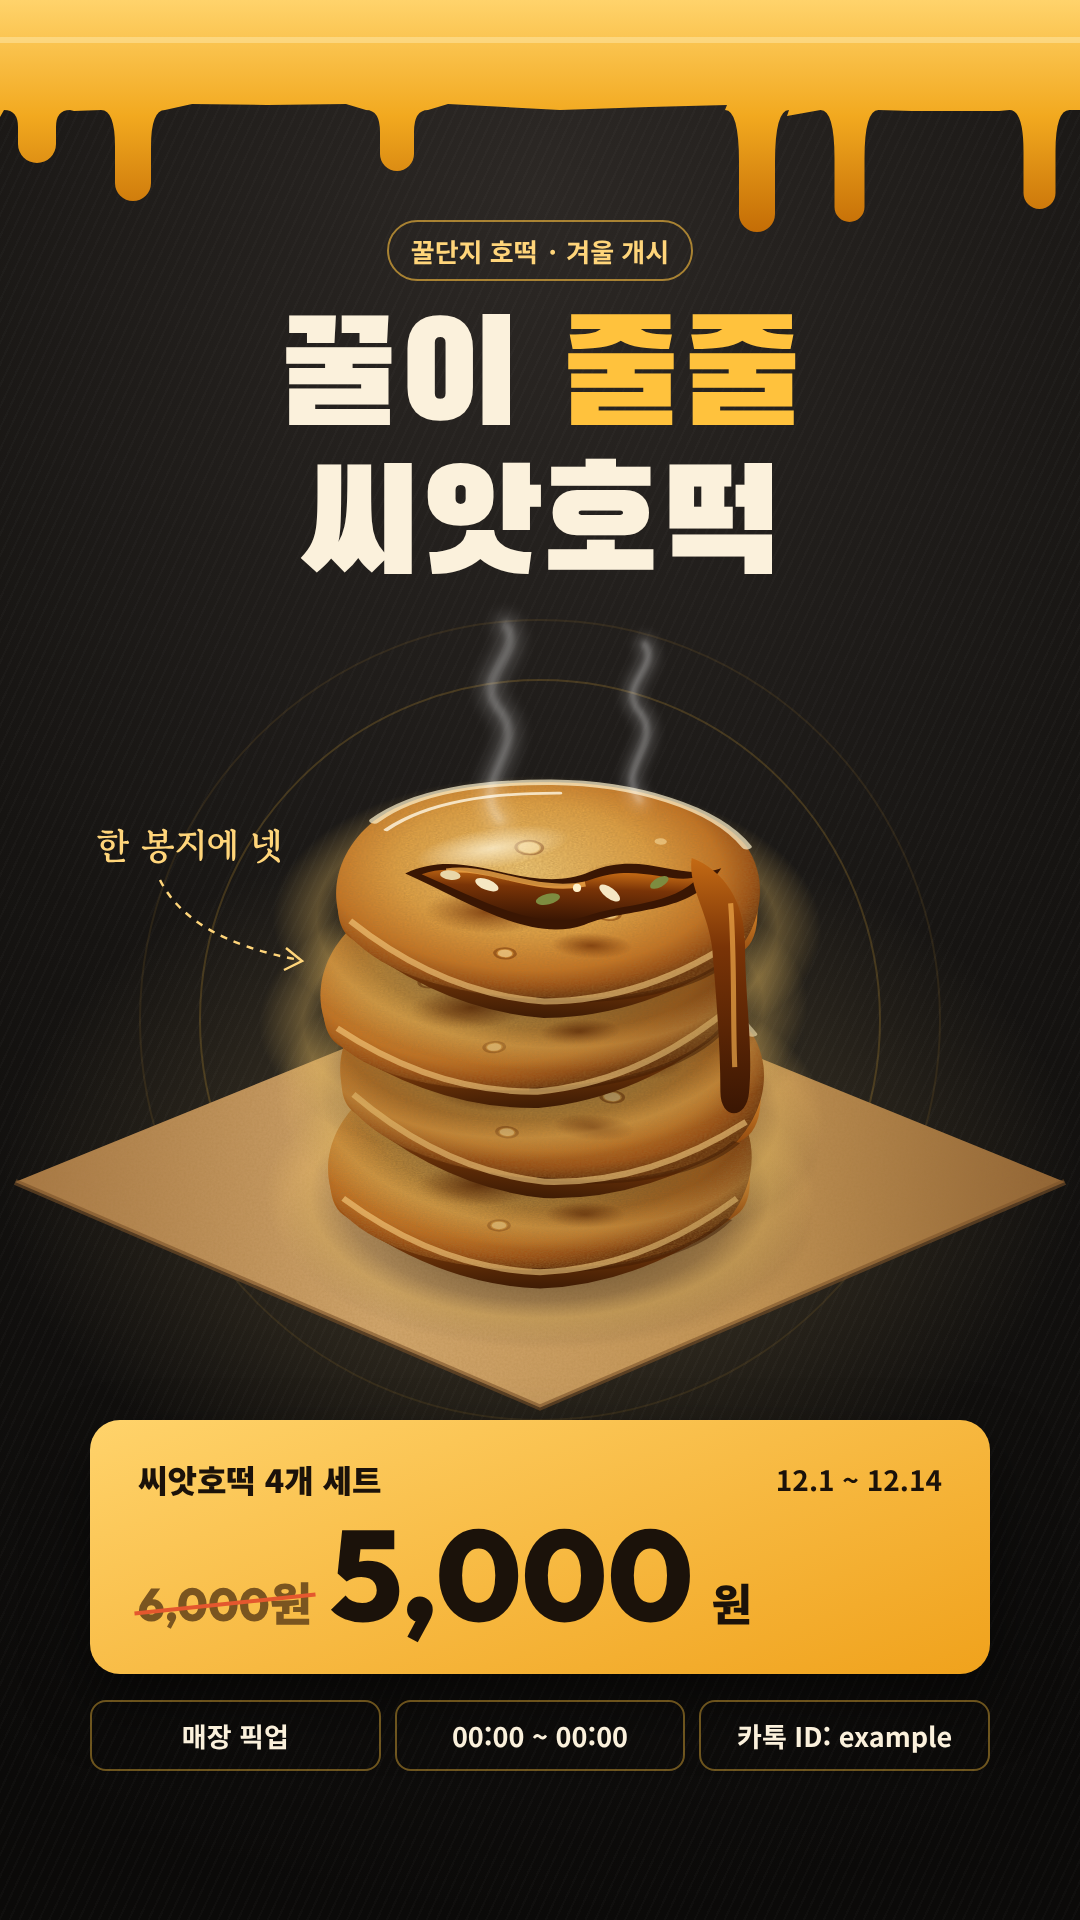 꿀단지 호떡 · 겨울 개시
꿀이 줄줄
씨앗호떡
한 봉지에 넷
씨앗호떡 4개 세트
12.1 ~ 12.14
6,000원 5,000 원
매장 픽업
00:00 ~ 00:00
카톡 ID: example